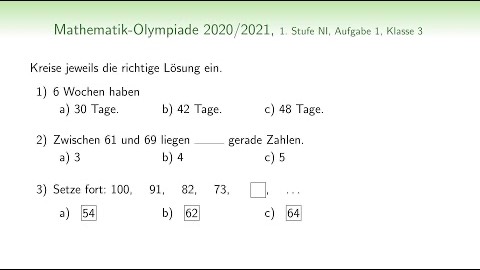 Mathematik-Olympiade 2020/2021, 1. Stufe NI, Aufgabe 1, Klasse 3
Kreise jeweils die richtige Lösung ein.
1) 6 Wochen haben
a) 30 Tage. b) 42 Tage. c) 48 Tage.
2) Zwischen 61 und 69 liegen ____ gerade Zahlen.
a) 3 b) 4 c) 5
3) Setze fort: 100, 91, 82, 73, □, ...
a) 54 b) 62 c) 64